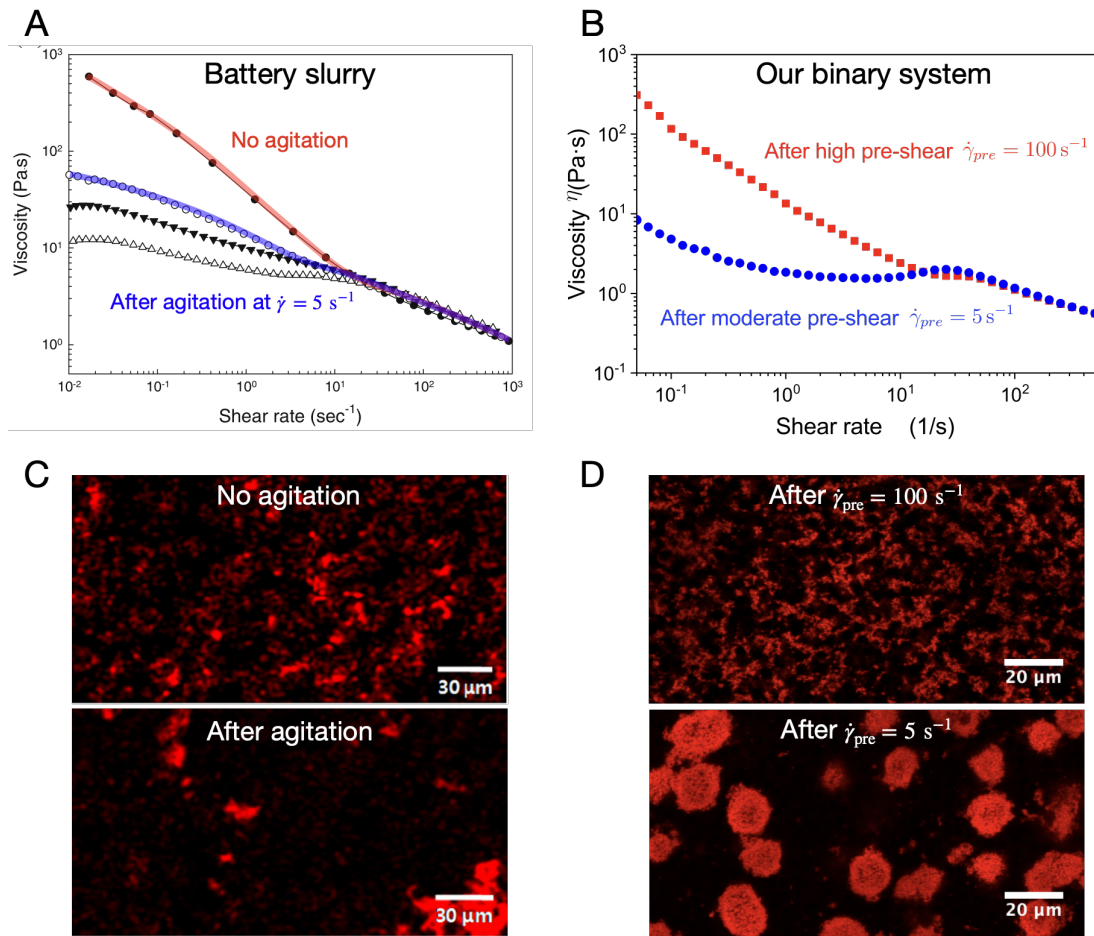 A
Battery slurry
10³
10²
10¹
10⁰
Viscosity (Pas)
No agitation
After agitation at γ̇ = 5 s⁻¹
10⁻²
10⁻¹
10⁰
10¹
10²
10³
Shear rate (sec⁻¹)
B
Our binary system
10³
10²
10¹
10⁰
10⁻¹
Viscosity η(Pa·s)
After high pre-shear γ̇pre = 100 s⁻¹
After moderate pre-shear γ̇pre = 5 s⁻¹
10⁻¹
10⁰
10¹
10²
Shear rate (1/s)
C
No agitation
30 µm
After agitation
30 µm
D
After γ̇pre = 100 s⁻¹
20 µm
After γ̇pre = 5 s⁻¹
20 µm